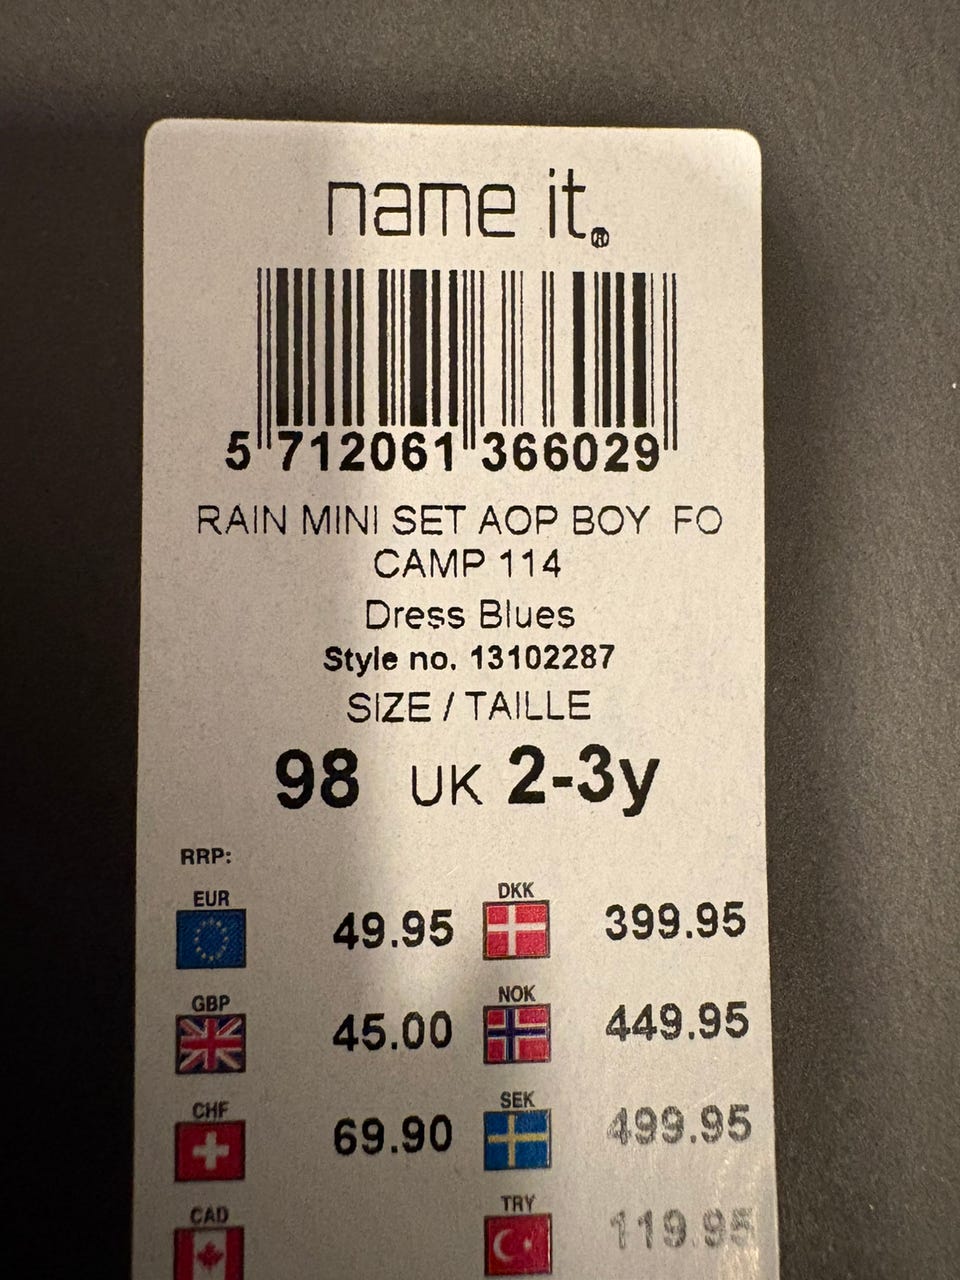 name it.®
5 712061 366029
RAIN MINI SET AOP BOY FO
CAMP 114
Dress Blues
Style no. 13102287
SIZE / TAILLE
98 UK 2-3y
RRP:
EUR 49.95 DKK 399.95
GBP 45.00 NOK 449.95
CHF 69.90 SEK 499.95
CAD TRY 119.95